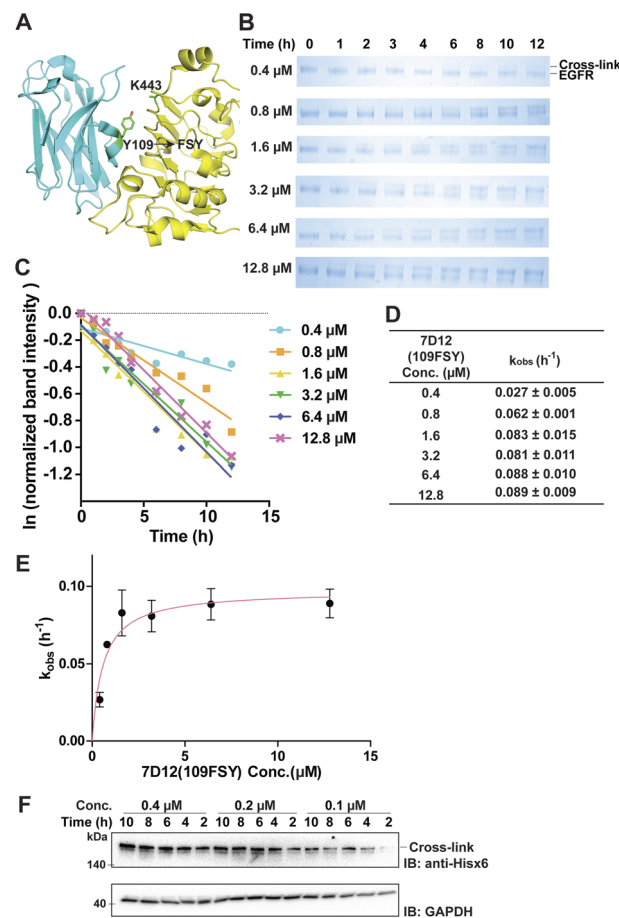 A
K443
Y109 → FSY
B
Time (h) 0 1 2 3 4 6 8 10 12
0.4 µM
Cross-link
EGFR
0.8 µM
1.6 µM
3.2 µM
6.4 µM
12.8 µM
C
ln (normalized band intensity)
0.0
-0.2
-0.4
-0.6
-0.8
-1.0
-1.2
0 5 10 15
Time (h)
0.4 µM
0.8 µM
1.6 µM
3.2 µM
6.4 µM
12.8 µM
D
7D12
(109FSY)
Conc. (µM)
kobs (h⁻¹)
0.4 0.027 ± 0.005
0.8 0.062 ± 0.001
1.6 0.083 ± 0.015
3.2 0.081 ± 0.011
6.4 0.088 ± 0.010
12.8 0.089 ± 0.009
E
kobs (h⁻¹)
0.10
0.05
0.00
0 5 10 15
7D12(109FSY) Conc.(µM)
F
Conc. 0.4 µM 0.2 µM 0.1 µM
Time (h) 10 8 6 4 2 10 8 6 4 2 10 8 6 4 2
kDa
140
Cross-link
IB: anti-Hisx6
40
IB: GAPDH